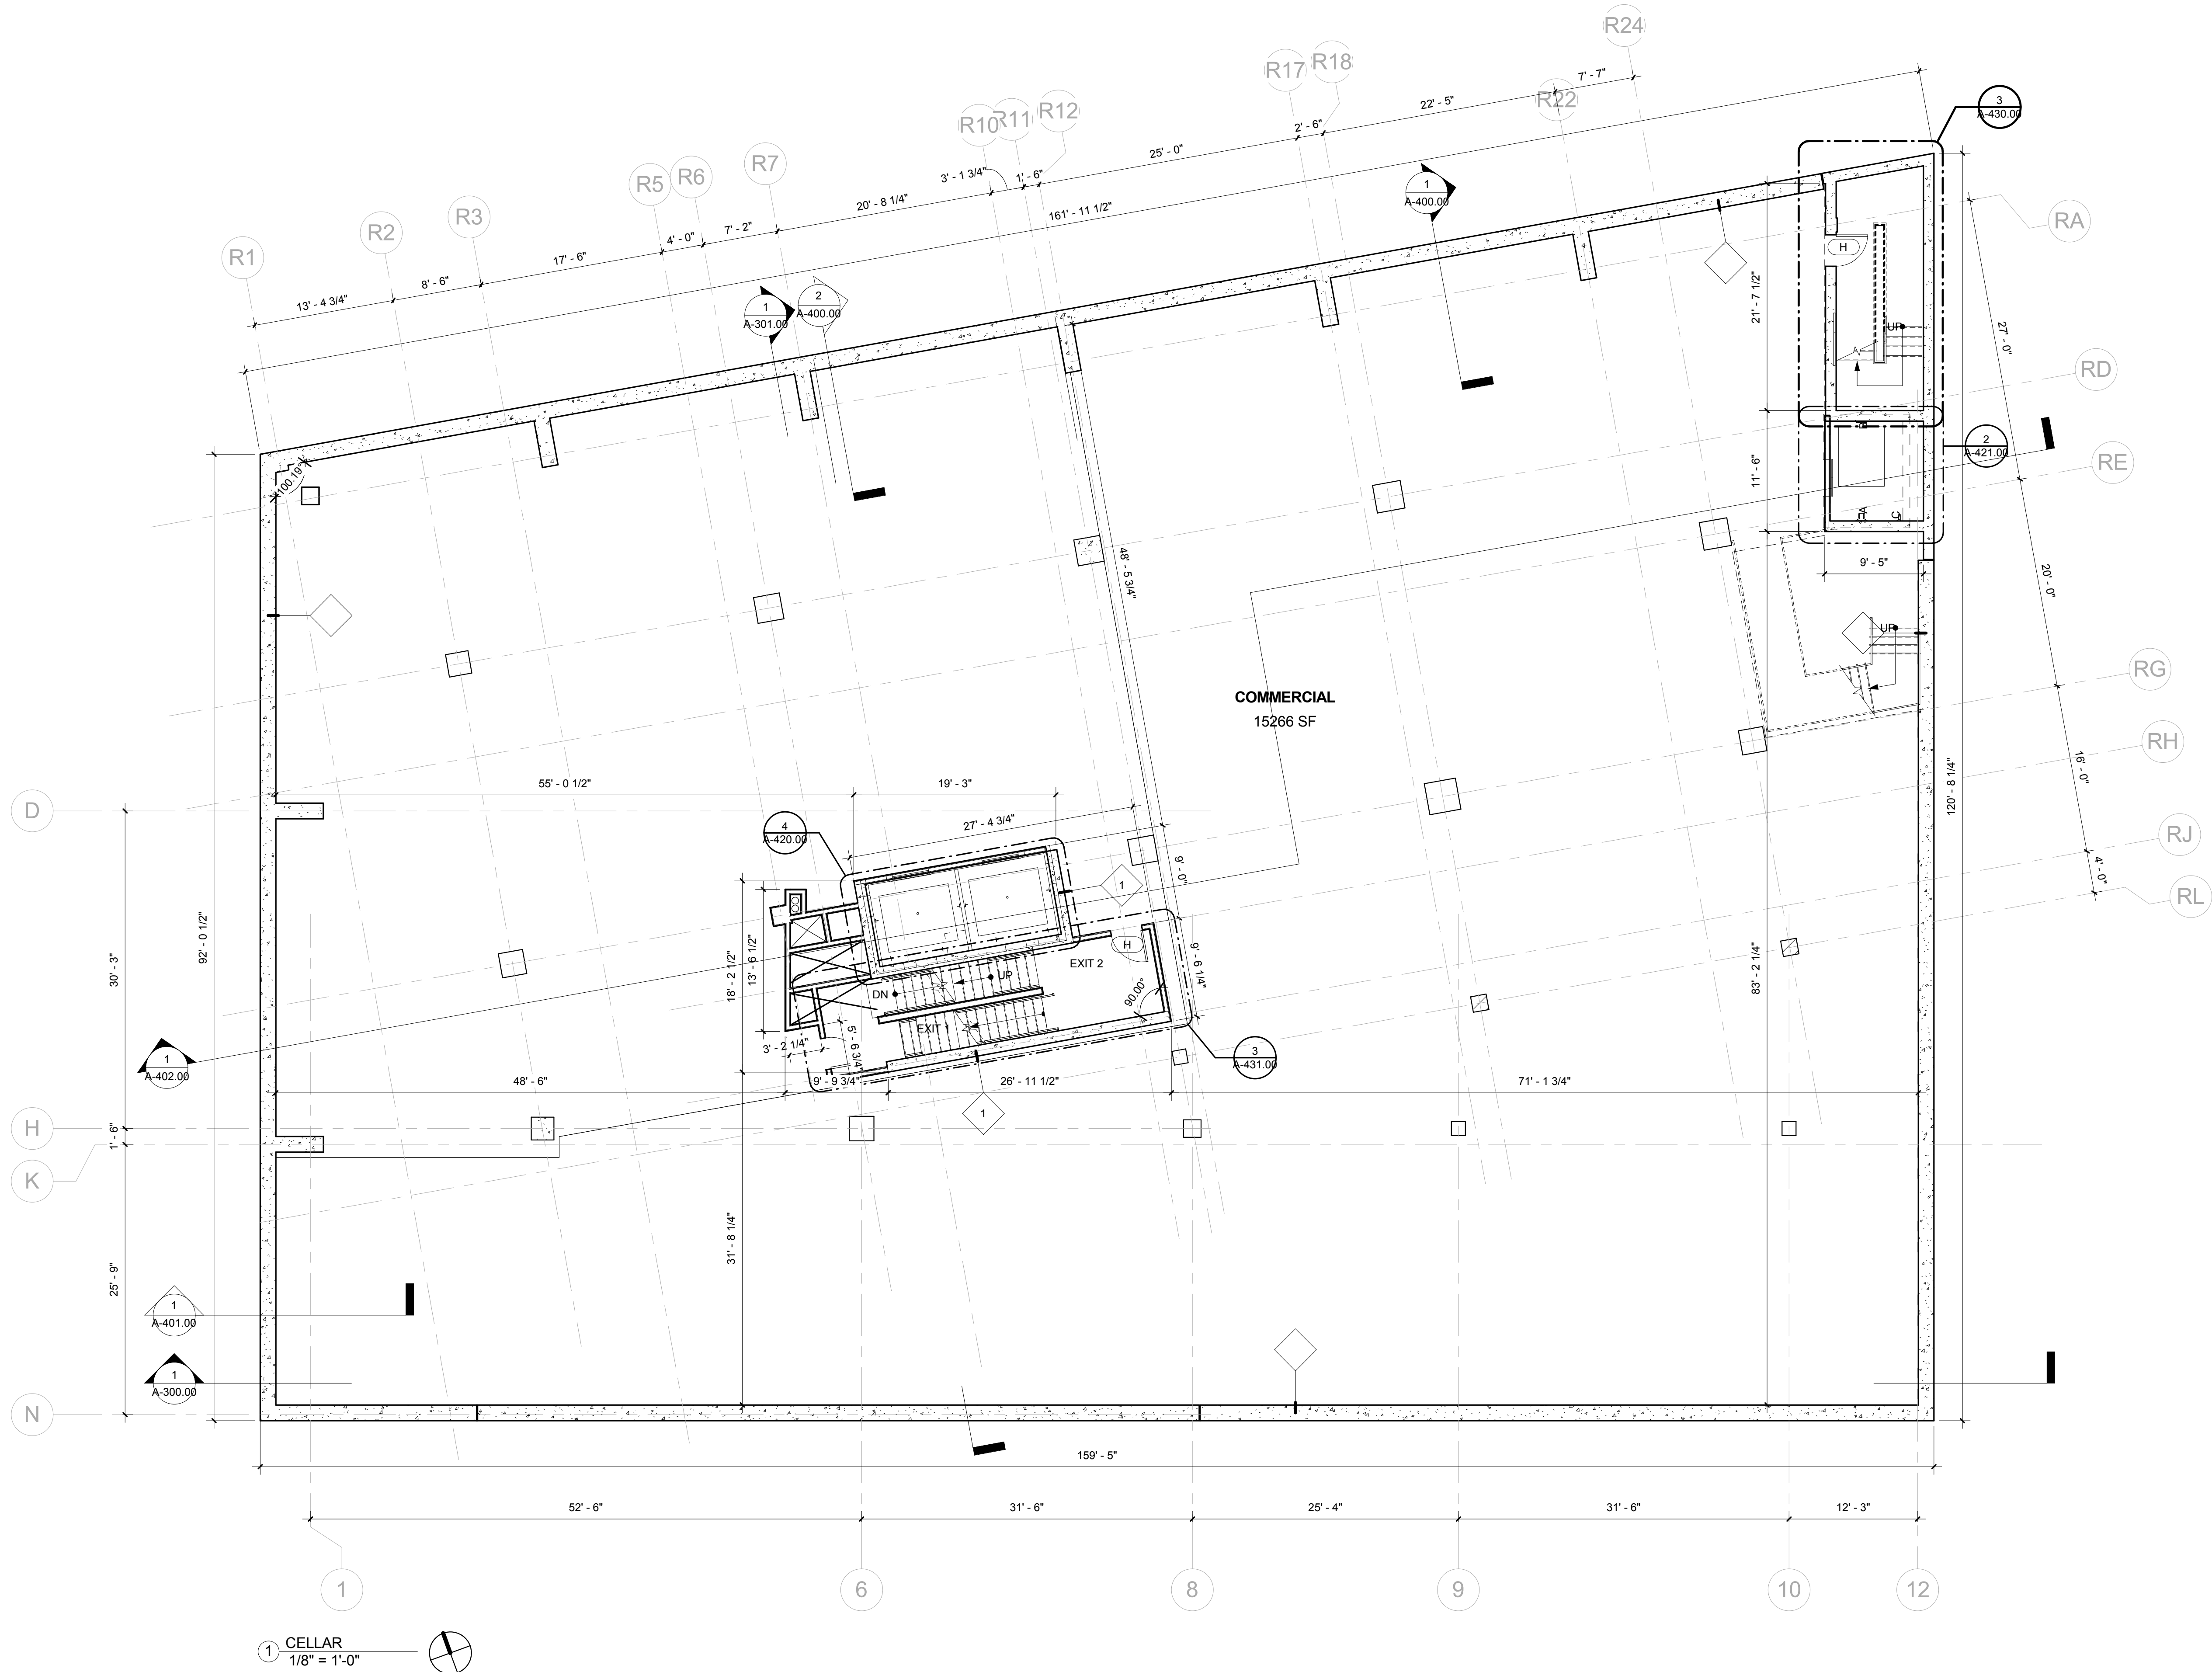 R24
R17
R18
R22
R10
R11
R12
R7
R6
R5
R3
R2
R1
7' - 7"
22' - 5"
2' - 6"
25' - 0"
1' - 6"
3' - 1 3/4"
20' - 8 1/4"
7' - 2"
4' - 0"
17' - 6"
8' - 6"
13' - 4 3/4"
161' - 11 1/2"
3
A-430.00
1
A-400.00
1
A-301.00
2
A-400.00
RA
RD
RE
RG
RH
RJ
RL
27' - 0"
20' - 0"
16' - 0"
4' - 0"
H
UP
21' - 7 1/2"
11' - 6"
2
A-421.00
9' - 5"
UP
100.19°
48' - 5 3/4"
COMMERCIAL
15266 SF
120' - 8 1/4"
83' - 2 1/4"
92' - 0 1/2"
D
H
K
N
30' - 3"
1' - 6"
25' - 9"
55' - 0 1/2"
19' - 3"
27' - 4 3/4"
4
A-420.00
9' - 0"
1
9' - 6 1/4"
18' - 2 1/2"
13' - 6 1/2"
H
EXIT 2
UP
DN
EXIT 1
90.00°
3' - 2 1/4"
5' - 6 3/4"
3
A-431.00
1
A-402.00
48' - 6"
9' - 9 3/4"
26' - 11 1/2"
71' - 1 3/4"
1
31' - 8 1/4"
1
A-401.00
1
A-300.00
159' - 5"
52' - 6"
31' - 6"
25' - 4"
31' - 6"
12' - 3"
1
6
8
9
10
12
1
CELLAR
1/8" = 1'-0"